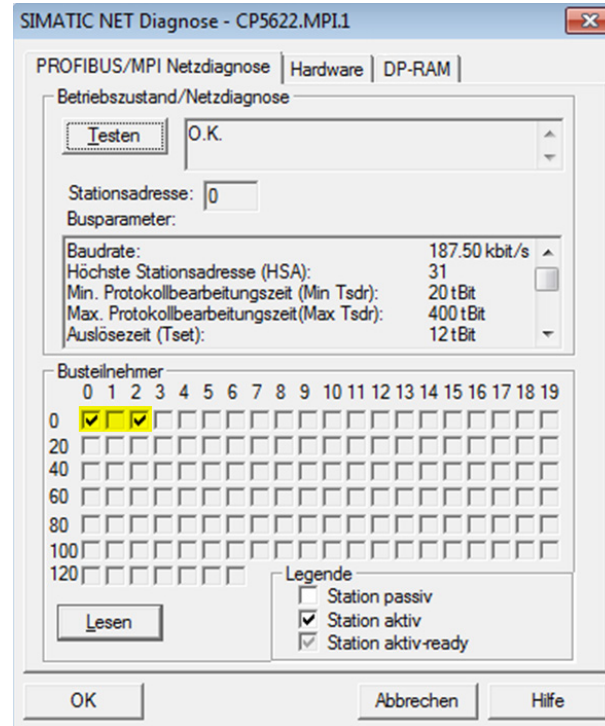 SIMATIC NET Diagnose - CP5622.MPI.1
PROFIBUS/MPI Netzdiagnose Hardware DP-RAM
Betriebszustand/Netzdiagnose
Testen O.K.
Stationsadresse: 0
Busparameter:
Baudrate: 187.50 kbit/s
Höchste Stationsadresse (HSA): 31
Min. Protokollbearbeitungszeit (Min Tsdr): 20 tBit
Max. Protokollbearbeitungszeit(Max Tsdr): 400 tBit
Auslösezeit (Tset): 12 tBit
Busteilnehmer
0 1 2 3 4 5 6 7 8 9 10 11 12 13 14 15 16 17 18 19
0
20
40
60
80
100
120
Legende
Station passiv
Lesen Station aktiv
Station aktiv-ready
OK Abbrechen Hilfe